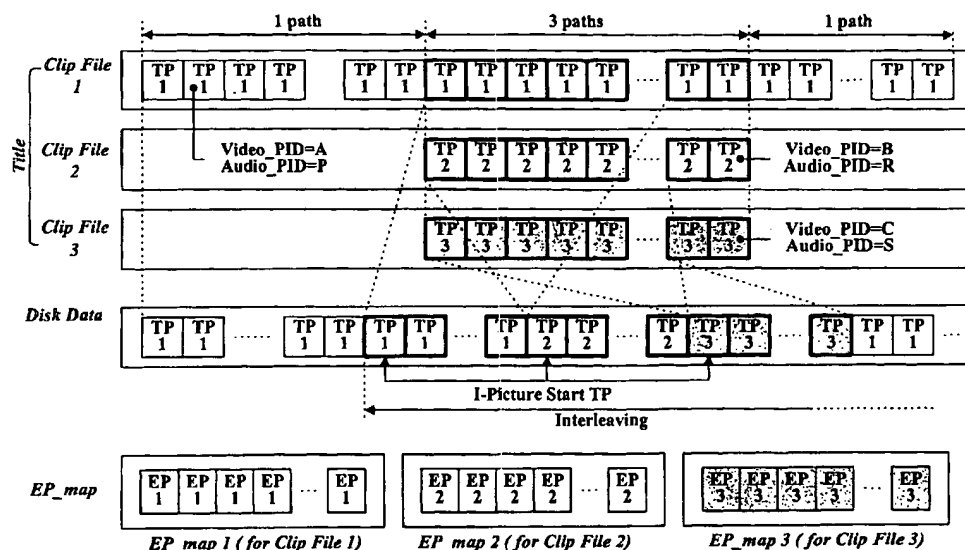 1 path 3 paths 1 path
Clip File 1
TP 1 TP 1 TP 1 TP 1 TP 1 TP 1 TP 1 TP 1 TP 1 TP 1 TP 1 ... TP 1 TP 1 TP 1 TP 1 ... TP 1 TP 1
Title
Video_PID=A
Audio_PID=P
Clip File 2
TP 2 TP 2 TP 2 TP 2 TP 2 ... TP 2 TP 2
Video_PID=B
Audio_PID=R
Clip File 3
TP 3 TP 3 TP 3 TP 3 TP 3 ... TP 3 TP 3
Video_PID=C
Audio_PID=S
Disk Data
TP 1 TP 1 ... TP 1 TP 1 TP 1 TP 1 ... TP 1 TP 2 TP 2 ... TP 2 TP 3 TP 3 ... TP 3 TP 1 TP 1 ...
I-Picture Start TP
Interleaving
EP_map
EP 1 EP 1 EP 1 EP 1 ... EP 1
EP 2 EP 2 EP 2 EP 2 ... EP 2
EP 3 EP 3 EP 3 EP 3 ... EP 3
EP_map 1 ( for Clip File 1)
EP_map 2 ( for Clip File 2)
EP_map 3 ( for Clip File 3)